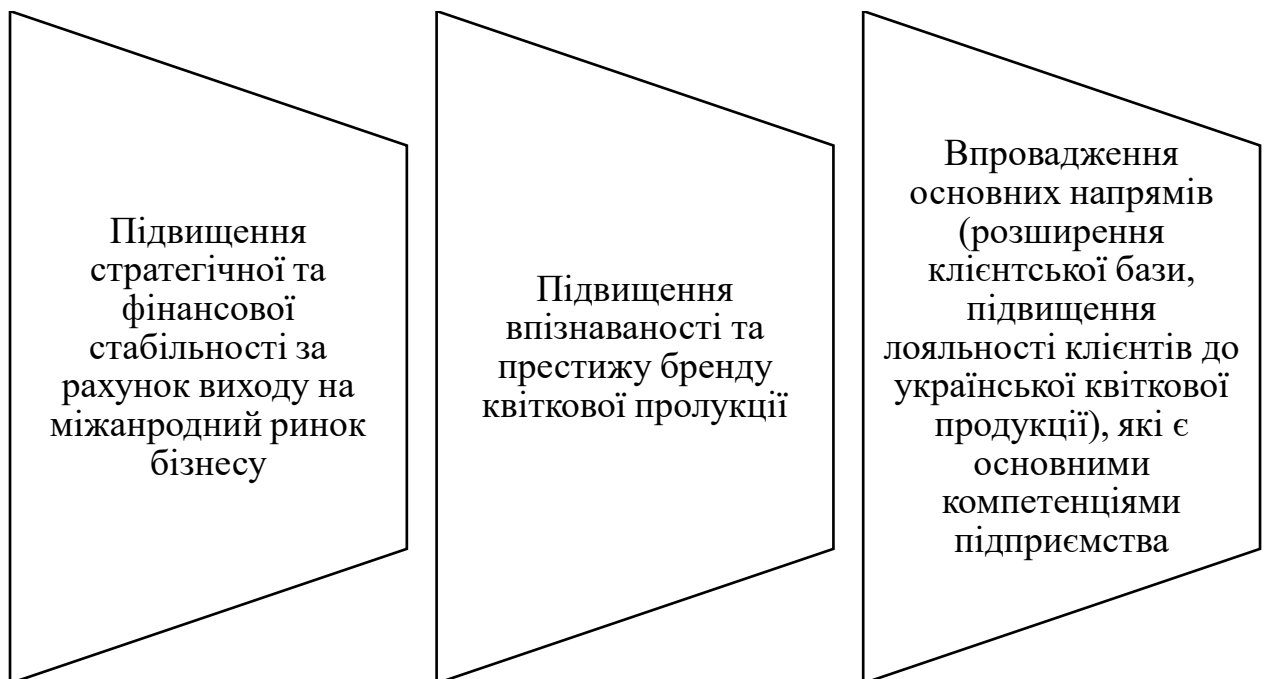 Підвищення
стратегічної та
фінансової
стабільності за
рахунок виходу на
міжанродний ринок
бізнесу
Підвищення
впізнаваності та
престижу бренду
квіткової пролукції
Впровадження
основних напрямів
(розширення
клієнтської бази,
підвищення
лояльності клієнтів до
української квіткової
продукції), які є
основними
компетенціями
підприємства